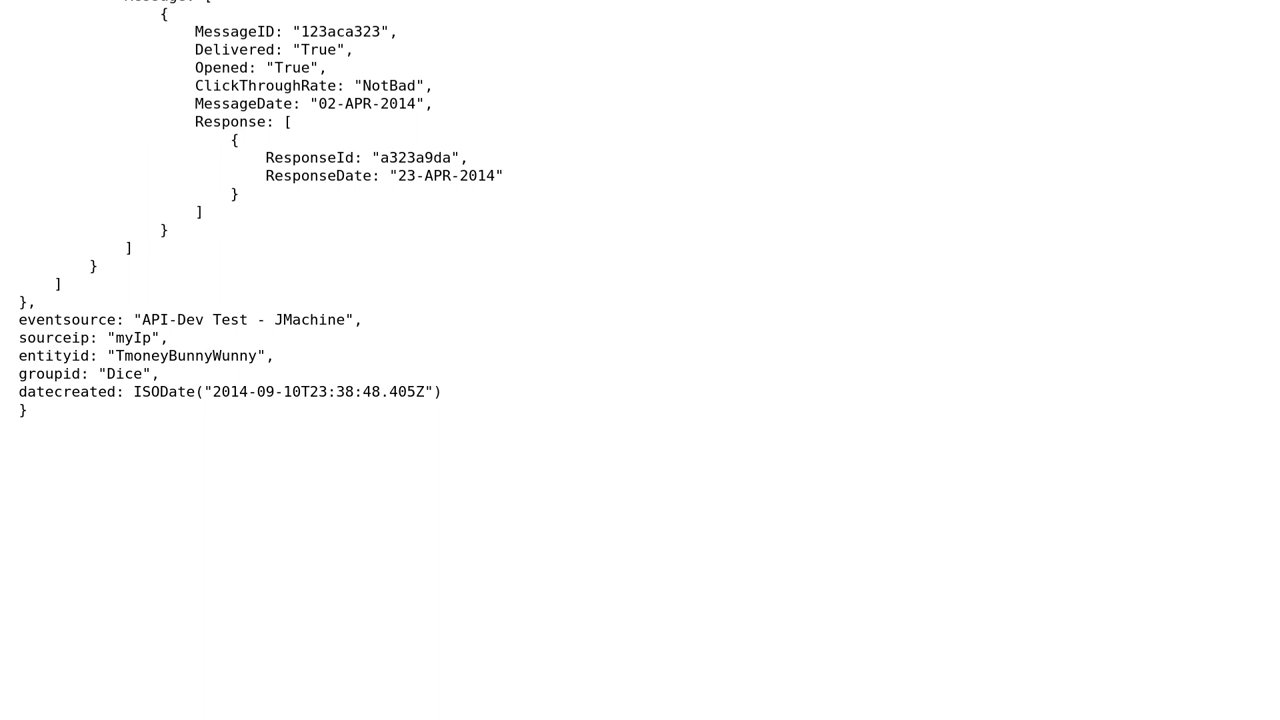 {
MessageID: "123aca323",
Delivered: "True",
Opened: "True",
ClickThroughRate: "NotBad",
MessageDate: "02-APR-2014",
Response: [
{
ResponseId: "a323a9da",
ResponseDate: "23-APR-2014"
}
]
}
]
}
]
},
eventsource: "API-Dev Test - JMachine",
sourceip: "myIp",
entityid: "TmoneyBunnyWunny",
groupid: "Dice",
datecreated: ISODate("2014-09-10T23:38:48.405Z")
}